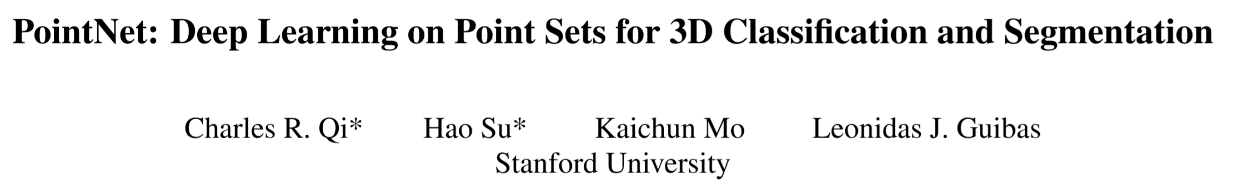 PointNet: Deep Learning on Point Sets for 3D Classification and Segmentation
Charles R. Qi* Hao Su* Kaichun Mo Leonidas J. Guibas
Stanford University